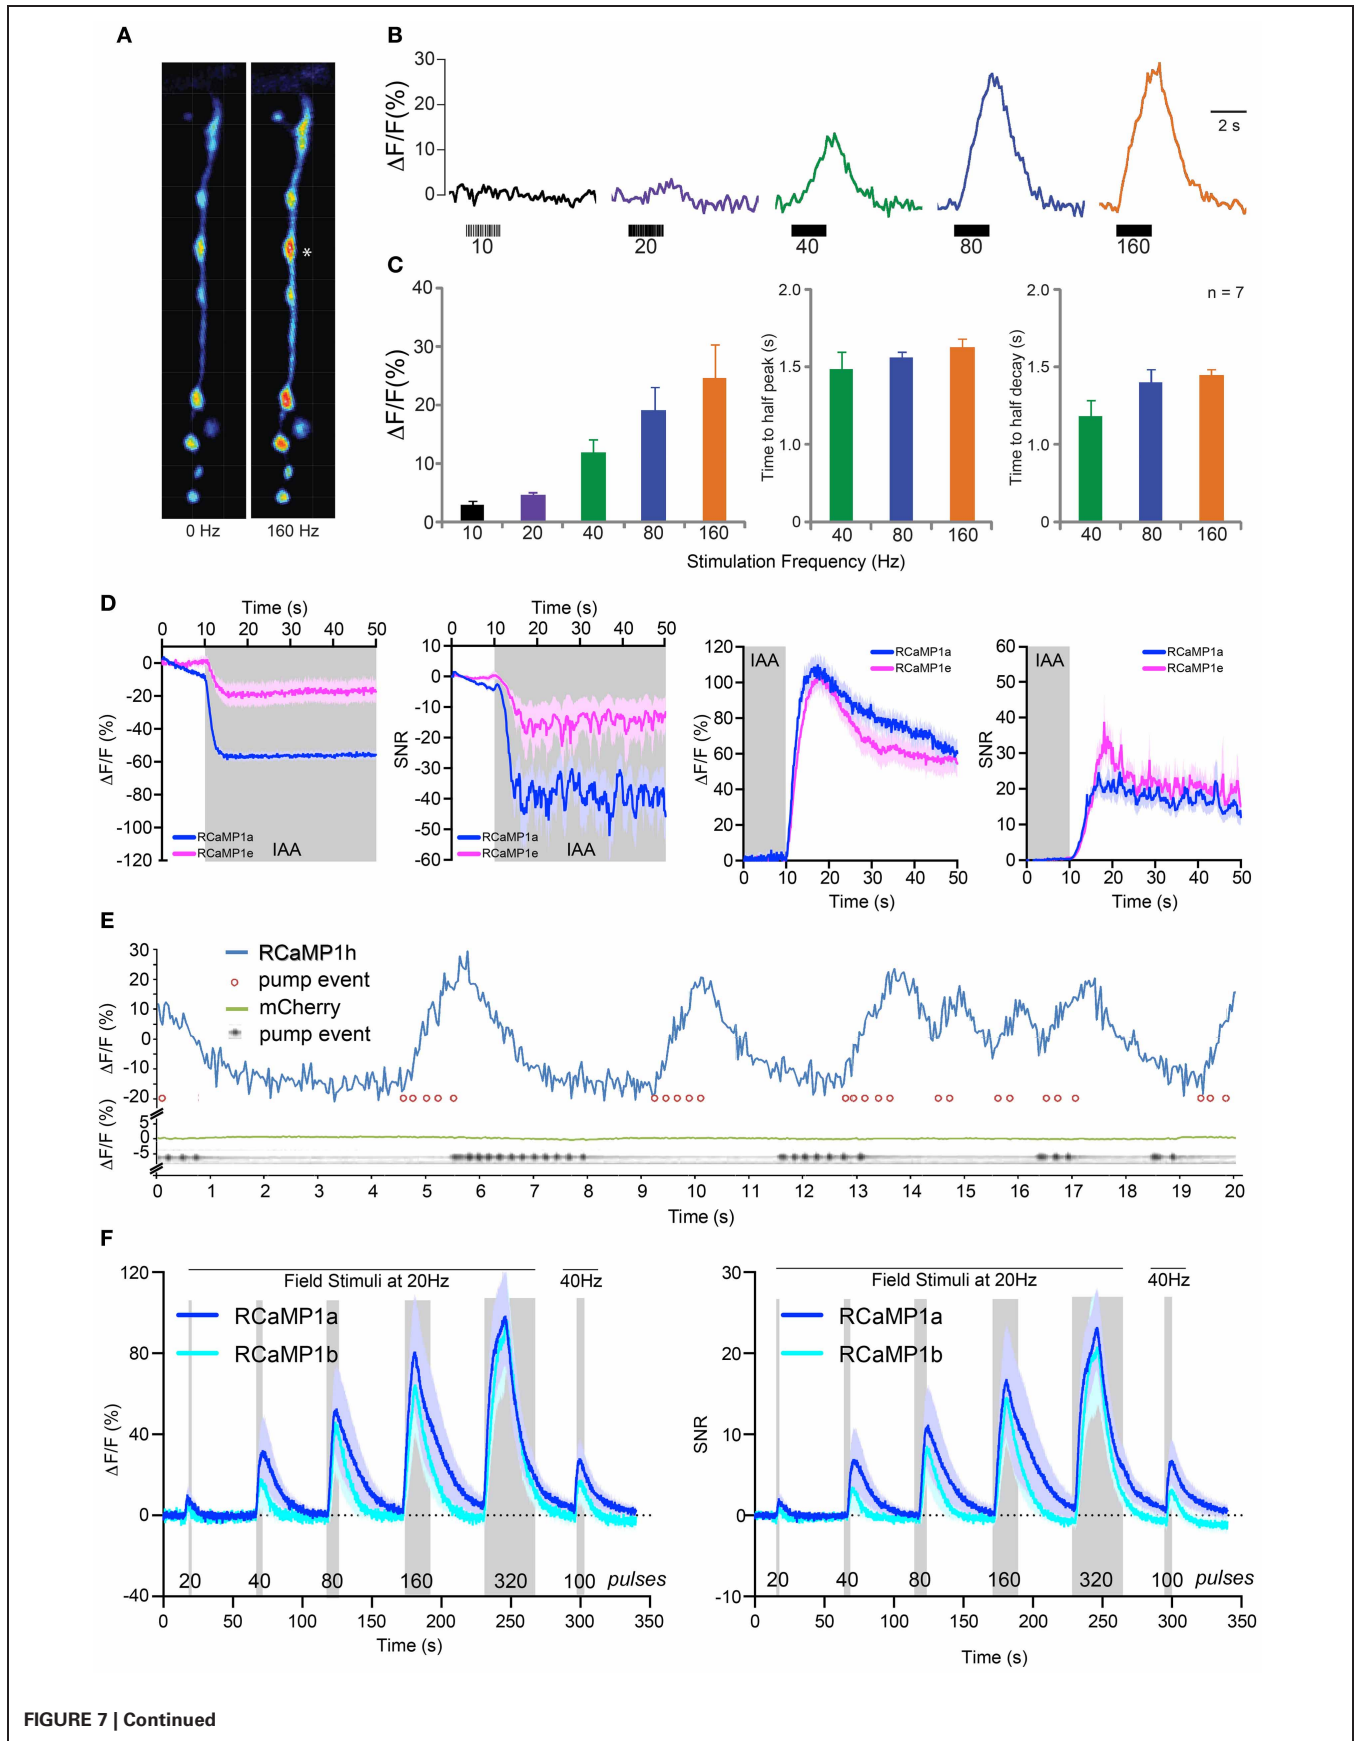 A
0 Hz
160 Hz
*
B
ΔF/F(%)
30
20
10
0
2 s
10
20
40
80
160
C
ΔF/F(%)
40
30
20
10
0
10
20
40
80
160
Time to half peak (s)
2.0
1.5
1.0
0
40
80
160
Time to half decay (s)
2.0
1.5
1.0
0
n = 7
40
80
160
Stimulation Frequency (Hz)
D
Time (s)
0 10 20 30 40 50
ΔF/F (%)
0
-20
-40
-60
-80
-100
-120
RCaMP1a
RCaMP1e
IAA
Time (s)
0 10 20 30 40 50
SNR
10
0
-10
-20
-30
-40
-50
-60
RCaMP1a
RCaMP1e
IAA
ΔF/F (%)
120
100
80
60
40
20
0
IAA
RCaMP1a
RCaMP1e
0 10 20 30 40 50
Time (s)
SNR
60
50
40
30
20
10
0
IAA
RCaMP1a
RCaMP1e
0 10 20 30 40 50
Time (s)
E
ΔF/F (%)
30
20
10
0
-10
-20
RCaMP1h
pump event
mCherry
pump event
ΔF/F (%)
5
0
-5
0 1 2 3 4 5 6 7 8 9 10 11 12 13 14 15 16 17 18 19 20
Time (s)
F
ΔF/F (%)
120
80
40
0
-40
Field Stimuli at 20Hz
40Hz
RCaMP1a
RCaMP1b
20 40 80 160 320 100 pulses
0 50 100 150 200 250 300 350
Time (s)
SNR
30
20
10
0
-10
Field Stimuli at 20Hz
40Hz
RCaMP1a
RCaMP1b
20 40 80 160 320 100 pulses
0 50 100 150 200 250 300 350
Time (s)
FIGURE 7 | Continued